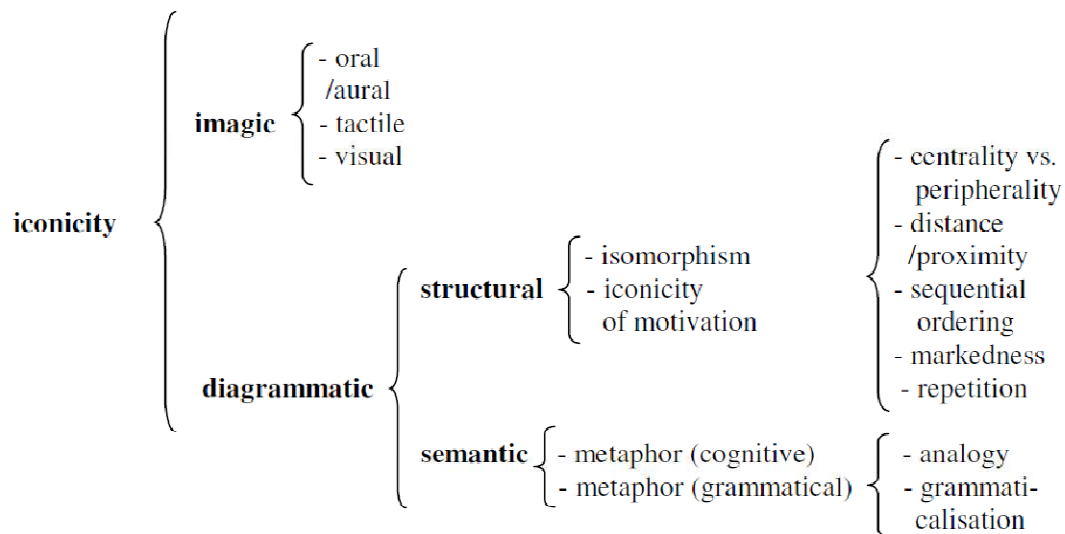 iconicity
imagic
- oral
/aural
- tactile
- visual
diagrammatic
structural
- isomorphism
- iconicity
of motivation
- centrality vs.
peripherality
- distance
/proximity
- sequential
ordering
- markedness
- repetition
semantic
- metaphor (cognitive)
- metaphor (grammatical)
- analogy
- grammati-
calisation